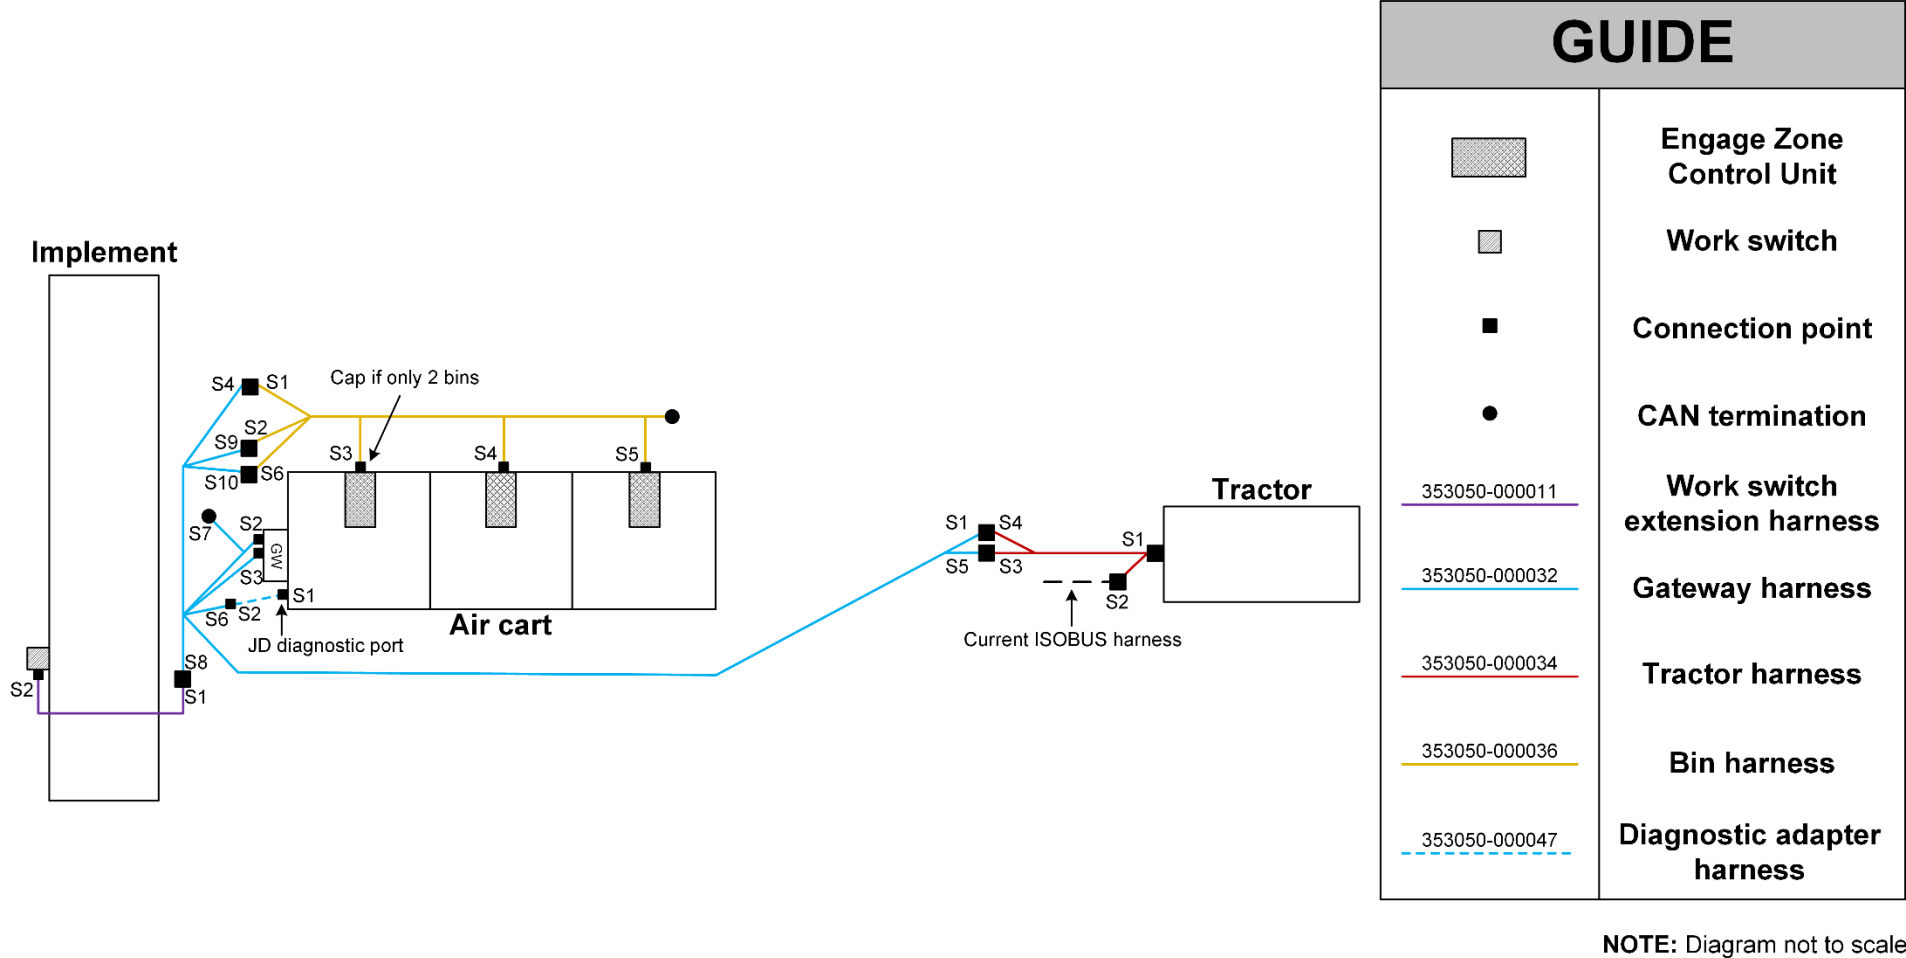 GUIDE
Engage Zone
Control Unit
Work switch
Connection point
CAN termination
353050-000011
Work switch
extension harness
353050-000032
Gateway harness
353050-000034
Tractor harness
353050-000036
Bin harness
353050-000047
Diagnostic adapter
harness
NOTE: Diagram not to scale
Implement
S4
S1
Cap if only 2 bins
S2
S9
S10
S6
S3
S4
S5
S7
S2
S3
GW
S6
S2
S1
JD diagnostic port
Air cart
S8
S1
S2
S1
S4
S5
S3
S1
S2
Tractor
Current ISOBUS harness